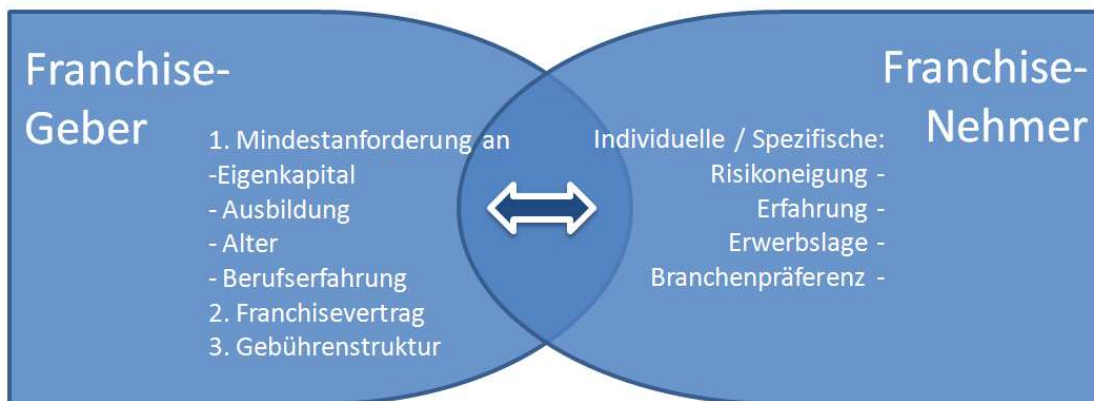 Franchise-
Geber
1. Mindestanforderung an
-Eigenkapital
- Ausbildung
- Alter
- Berufserfahrung
2. Franchisevertrag
3. Gebührenstruktur
Franchise-
Nehmer
Individuelle / Spezifische:
Risikoneigung -
Erfahrung -
Erwerbslage -
Branchenpräferenz -